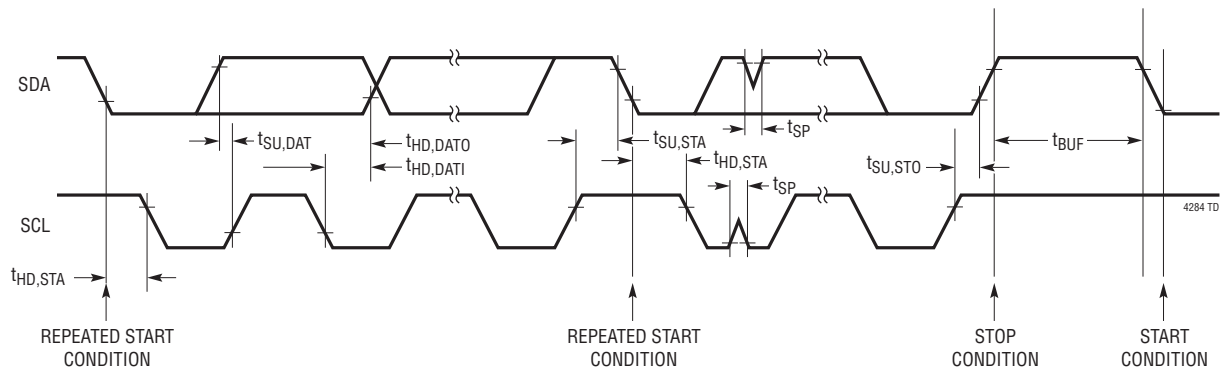 SDA
tSU,DAT
tHD,DATO
tHD,DATI
tSU,STA
tHD,STA
tSP
tSP
tSU,STO
tBUF
SCL
4284 TD
tHD,STA
REPEATED START
CONDITION
REPEATED START
CONDITION
STOP
CONDITION
START
CONDITION